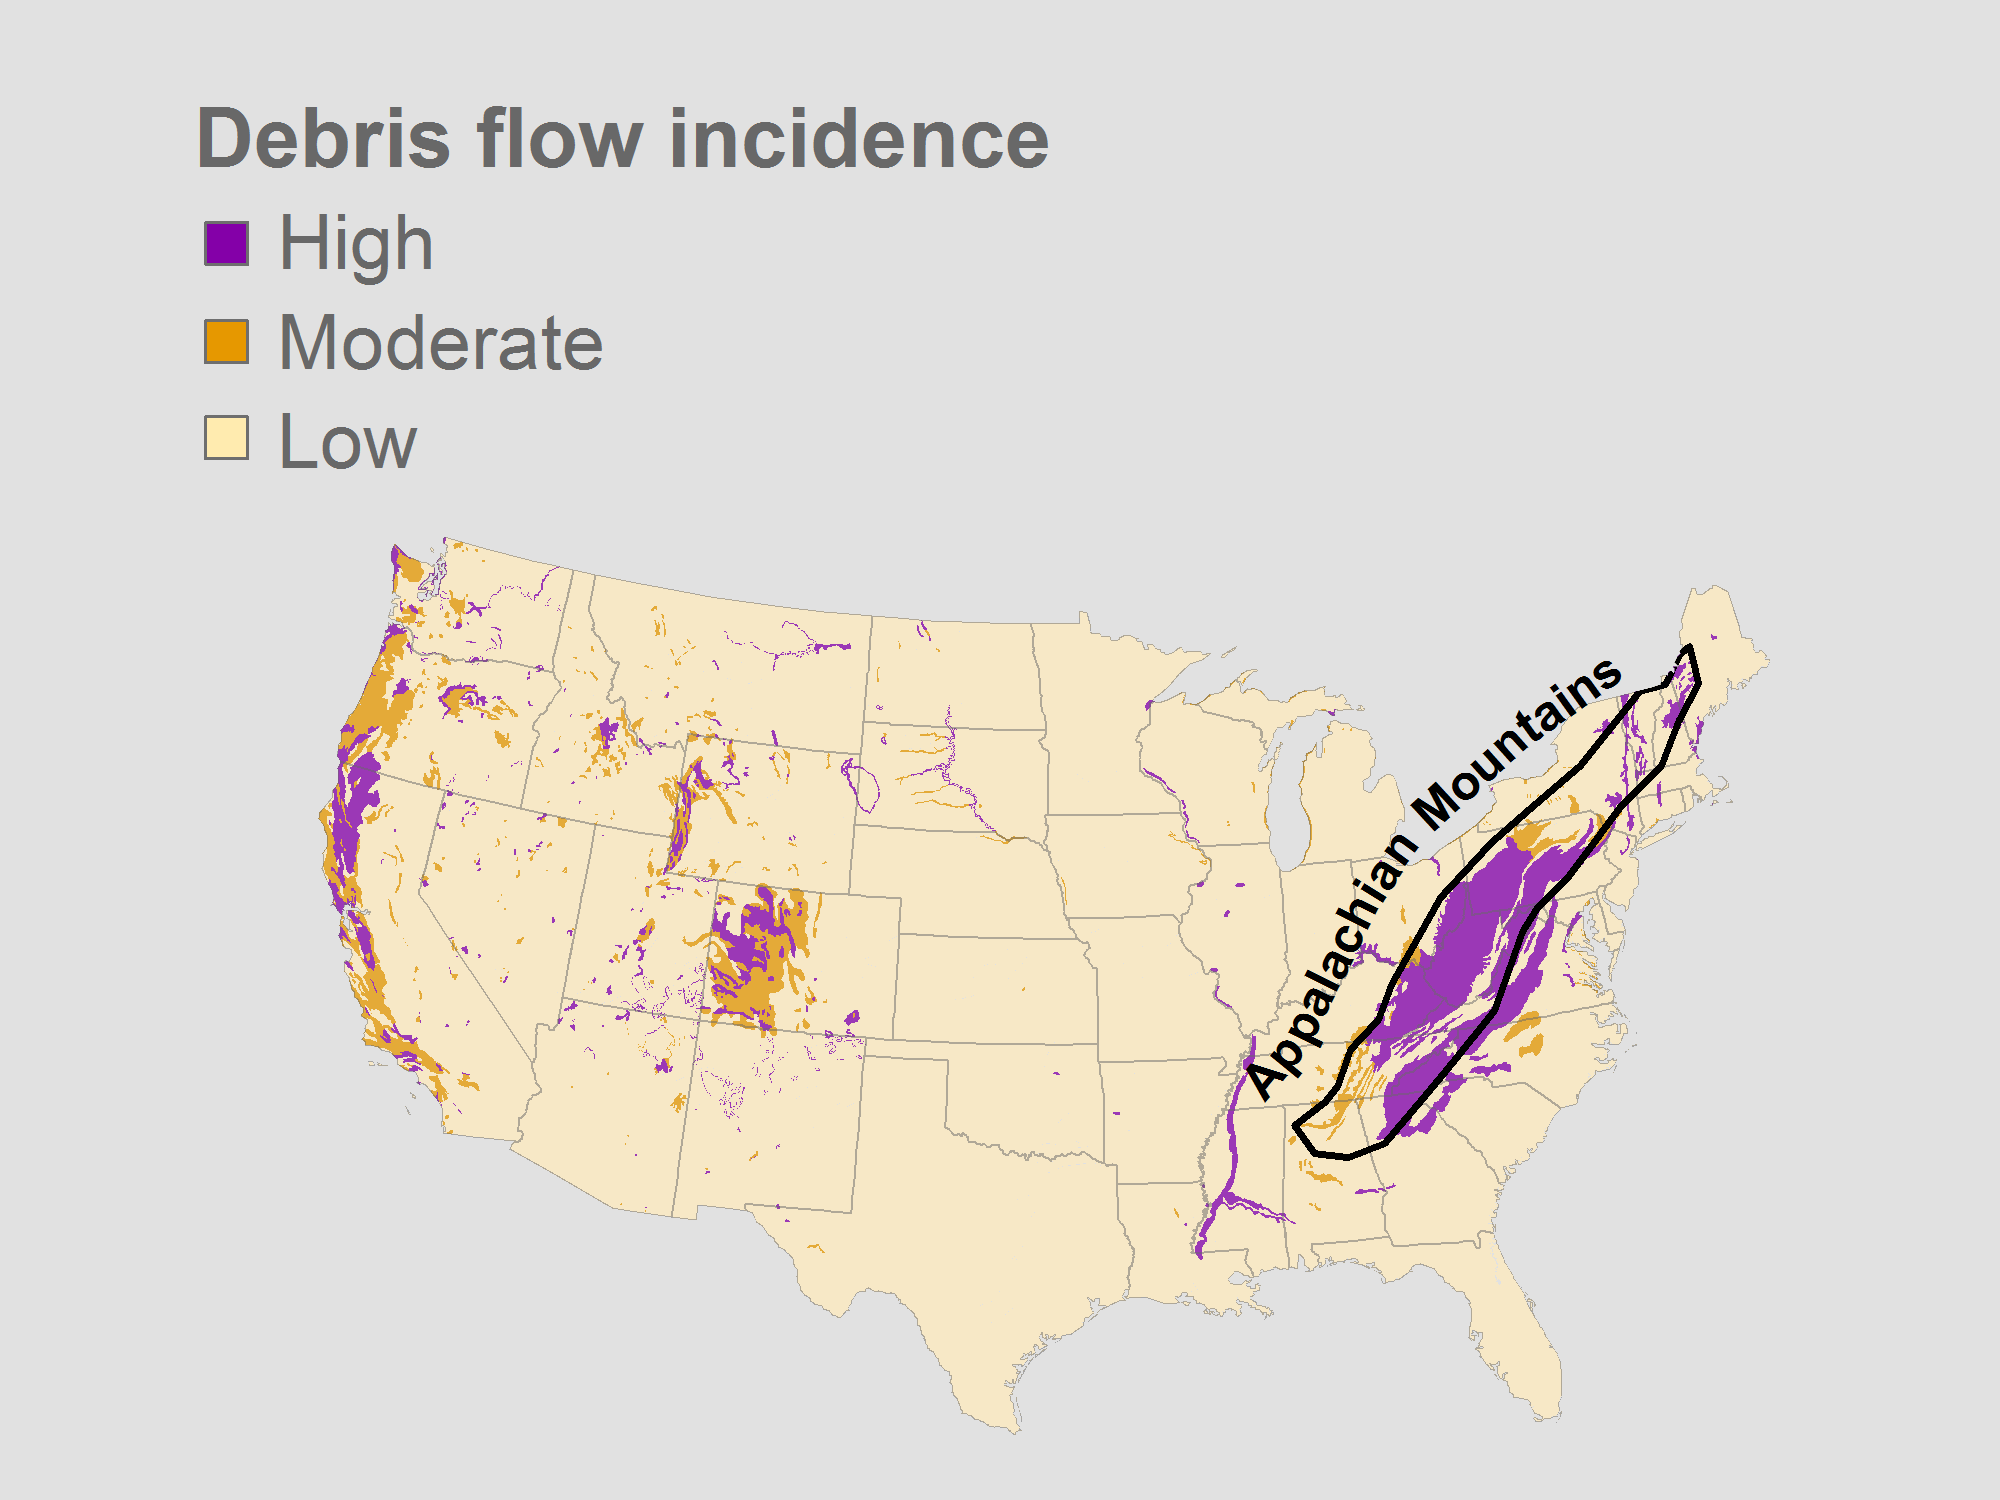 Debris flow incidence
High
Moderate
Low
Appalachian Mountains